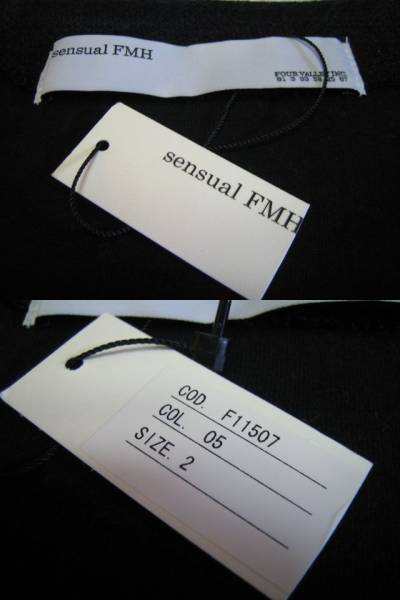 sensual FMH
FOUR VALLEY INC.
sensual FMH
COD. F11507
COL. 05
SIZE. 2